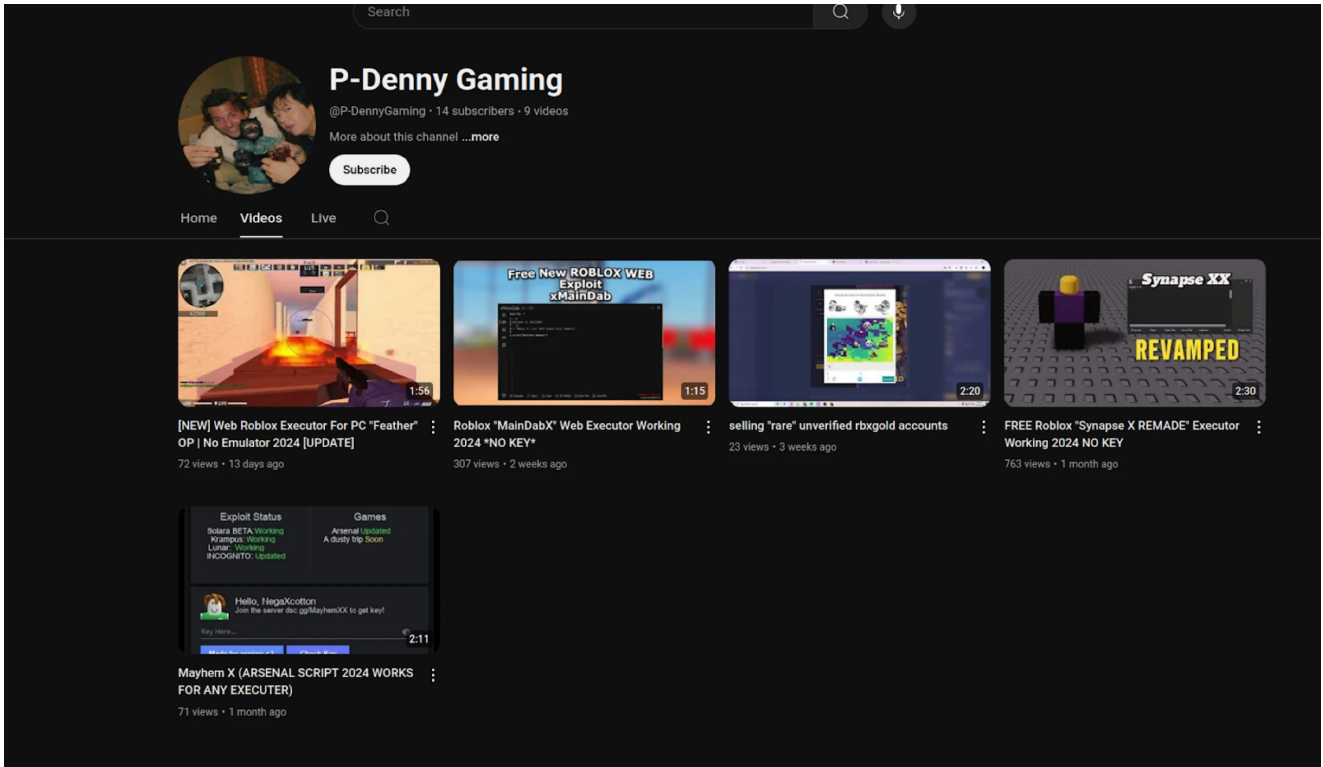 Search
P-Denny Gaming
@P-DennyGaming • 14 subscribers • 9 videos
More about this channel ...more
Subscribe
Home Videos Live
Free New ROBLOX WEB
Exploit
xMainDab
Synapse XX
REVAMPED
1:56
1:15
2:20
2:30
[NEW] Web Roblox Executor For PC "Feather"
OP | No Emulator 2024 [UPDATE]
72 views • 13 days ago
Roblox "MainDabX" Web Executor Working
2024 *NO KEY*
307 views • 2 weeks ago
selling "rare" unverified rbxgold accounts
23 views • 3 weeks ago
FREE Roblox "Synapse X REMADE" Executor
Working 2024 NO KEY
763 views • 1 month ago
Exploit Status
Solara BETA:Working
Krampus: Working
Lunar: Working
INCOGNITO: Updated
Games
Arsenal Updated
A dusty trip Soon
Hello, NegaXcotton
Join the server dsc.gg/MayhemXX to get key!
Key Here...
Check Key
2:11
Mayhem X (ARSENAL SCRIPT 2024 WORKS
FOR ANY EXECUTER)
71 views • 1 month ago